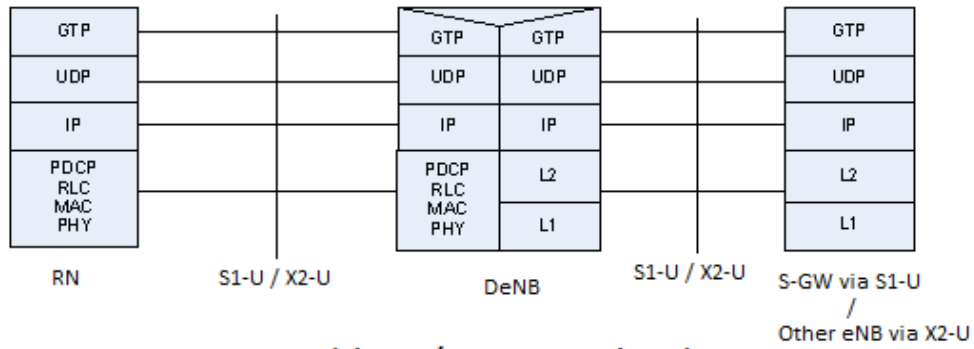 GTP
GTP
GTP
GTP
UDP
UDP
UDP
UDP
IP
IP
IP
IP
PDCP
RLC
MAC
PHY
PDCP
RLC
MAC
PHY
L2
L1
L2
L1
RN
S1-U / X2-U
DeNB
S1-U / X2-U
S-GW via S1-U
/
Other eNB via X2-U